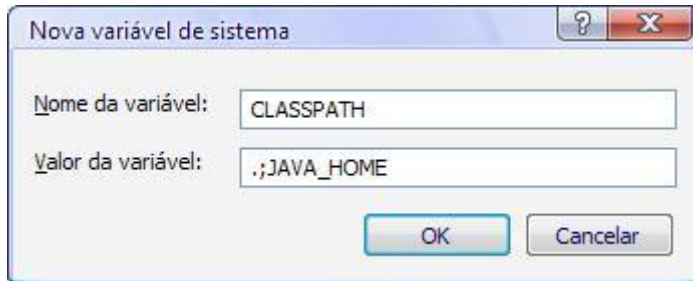 Nova variável de sistema
Nome da variável: CLASSPATH
Valor da variável: .;JAVA_HOME
OK Cancelar